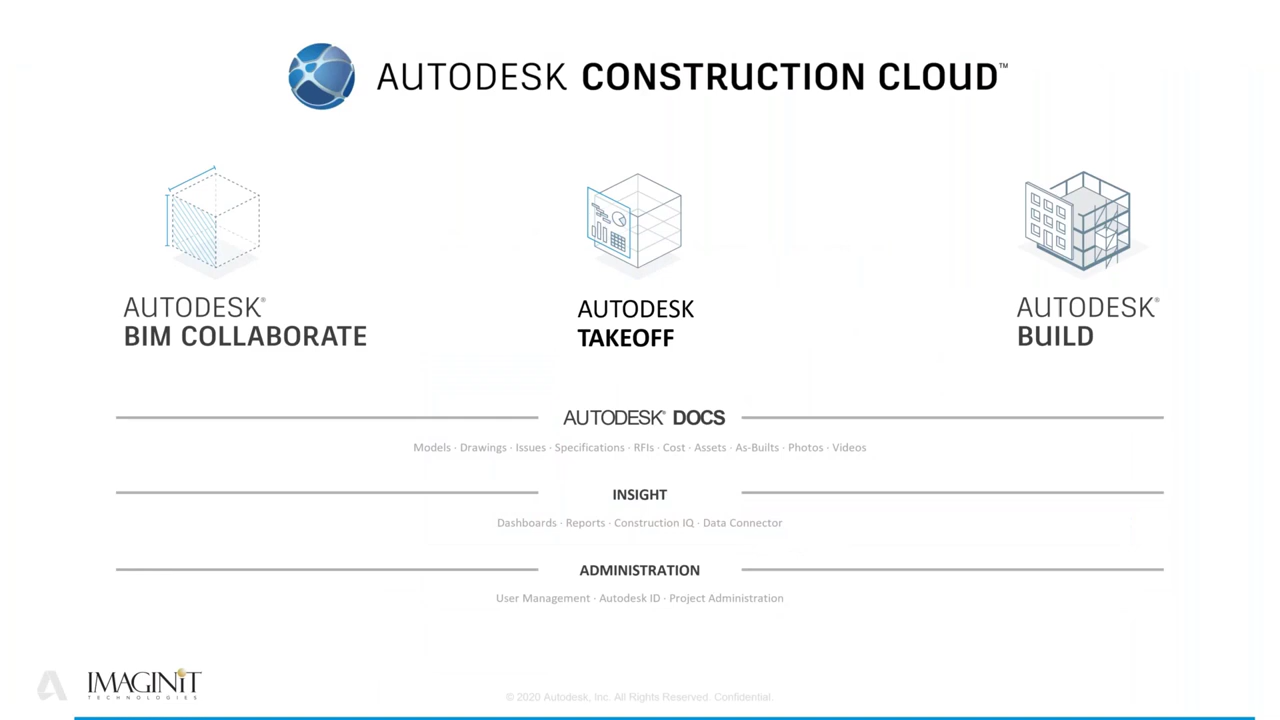 AUTODESK CONSTRUCTION CLOUD™
AUTODESK®
BIM COLLABORATE
AUTODESK
TAKEOFF
AUTODESK®
BUILD
AUTODESK® DOCS
Models · Drawings · Issues · Specifications · RFIs · Cost · Assets · As-Builts · Photos · Videos
INSIGHT
Dashboards · Reports · Construction IQ · Data Connector
ADMINISTRATION
User Management · Autodesk ID · Project Administration
IMAGINiT
TECHNOLOGIES
© 2020 Autodesk, Inc. All Rights Reserved. Confidential.